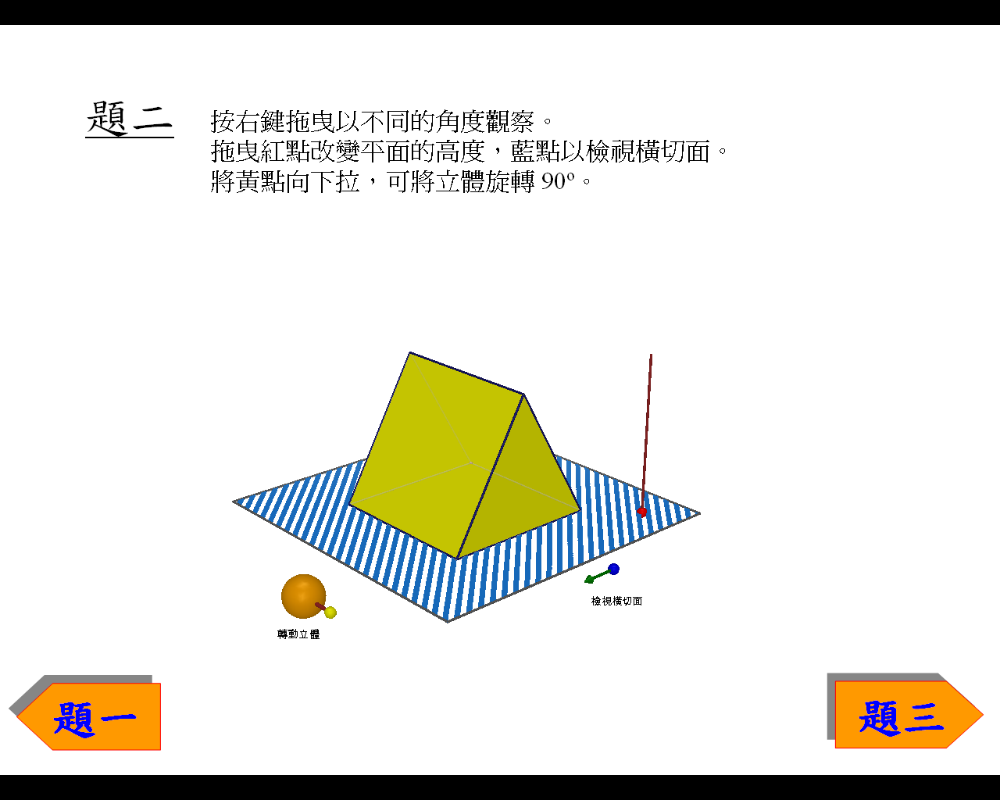 題二
按右鍵拖曳以不同的角度觀察。
拖曳紅點改變平面的高度，藍點以檢視橫切面。
將黃點向下拉，可將立體旋轉 90º。
檢視橫切面
轉動立體
題一
題三